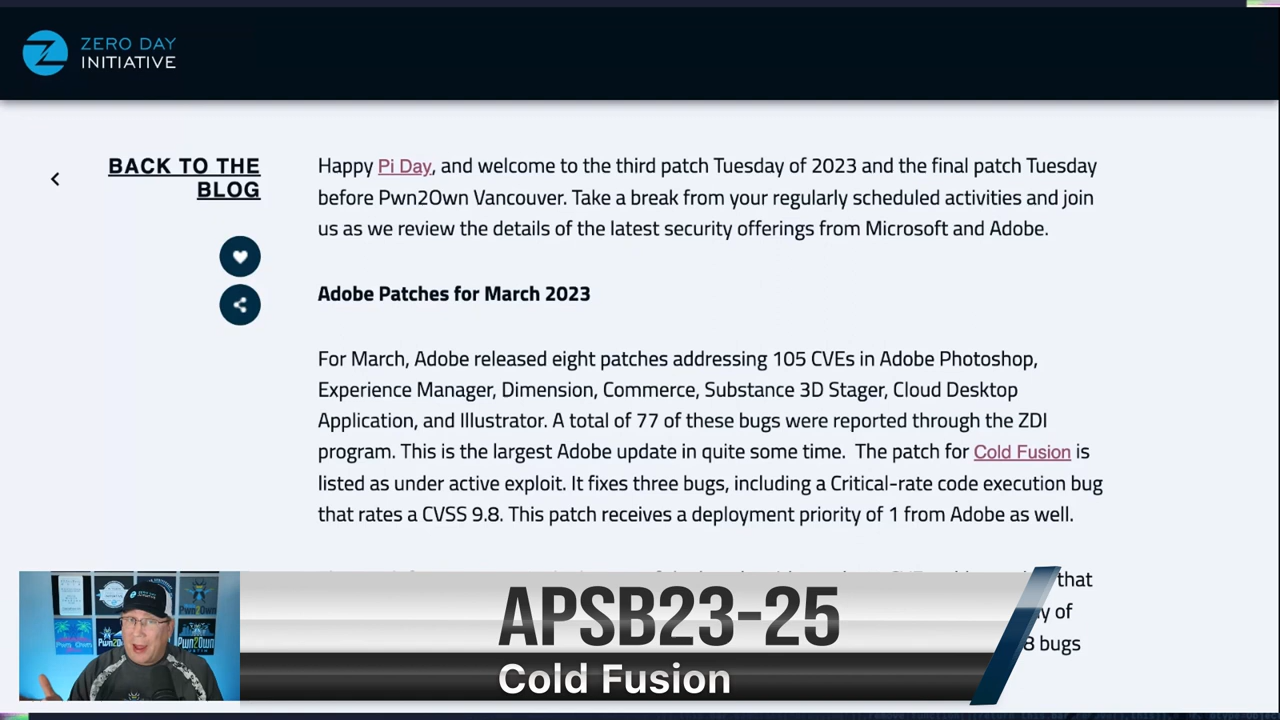 ZERO DAY
INITIATIVE
BACK TO THE
BLOG
Happy Pi Day, and welcome to the third patch Tuesday of 2023 and the final patch Tuesday
before Pwn2Own Vancouver. Take a break from your regularly scheduled activities and join
us as we review the details of the latest security offerings from Microsoft and Adobe.
Adobe Patches for March 2023
For March, Adobe released eight patches addressing 105 CVEs in Adobe Photoshop,
Experience Manager, Dimension, Commerce, Substance 3D Stager, Cloud Desktop
Application, and Illustrator. A total of 77 of these bugs were reported through the ZDI
program. This is the largest Adobe update in quite some time. The patch for Cold Fusion is
listed as under active exploit. It fixes three bugs, including a Critical-rate code execution bug
that rates a CVSS 9.8. This patch receives a deployment priority of 1 from Adobe as well.
that
of
8 bugs
APSB23-25
Cold Fusion
Pwn2Own